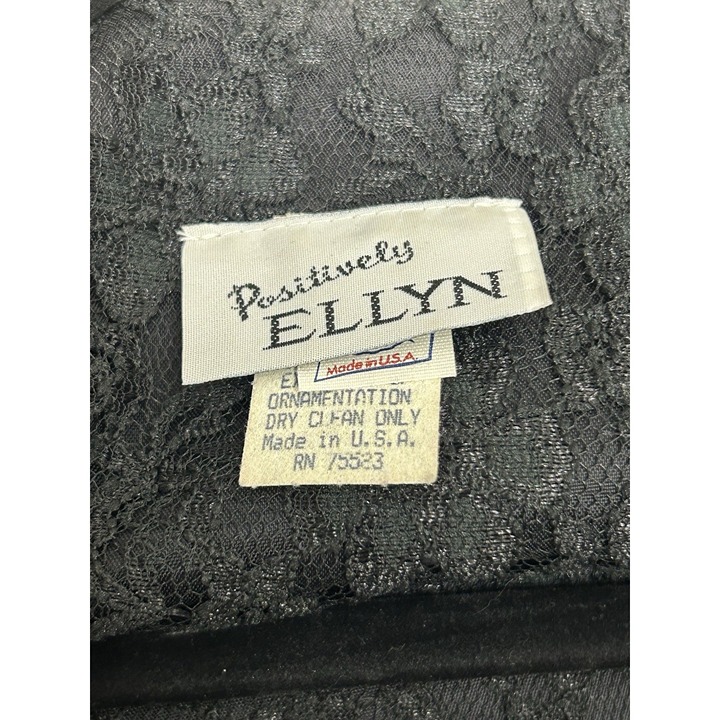 Positively
ELLYN
Made in U.S.A.
ORNAMENTATION
DRY CLEAN ONLY
Made in U.S.A.
RN 75523